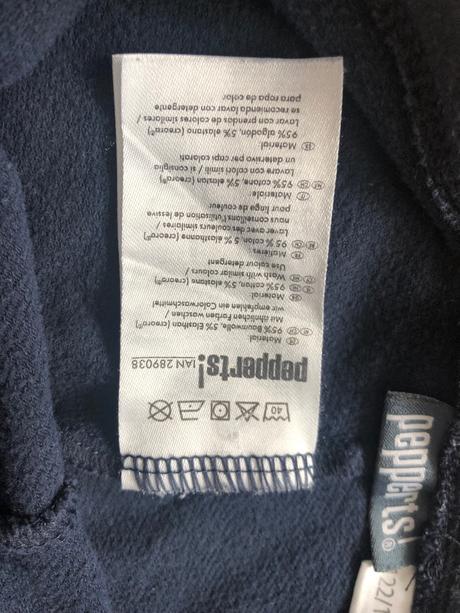 40
pepperts! IAN 289038
Material:
95% Baumwolle, 5% Elasthan (creora®)
Mit ähnlichen Farben waschen /
wir empfehlen ein Colorwaschmittel
Material:
95% cotton, 5% elastane (creora®)
Wash with similar colours /
Use colour detergent
Matières:
95% coton, 5% élasthanne (creora®)
Laver avec des couleurs similaires /
nous conseillons l'utilisation de lessive
pour linge de couleur
Materiale:
95% cotone, 5% elastan (creora®)
Lavare con colori simili / si consiglia
un detersivo per capi colorati
Material:
95% algodón, 5% elastano (creora®)
Lavar con prendas de colores similares /
se recomienda lavar con detergente
para ropa de color
pepperts!®
122/